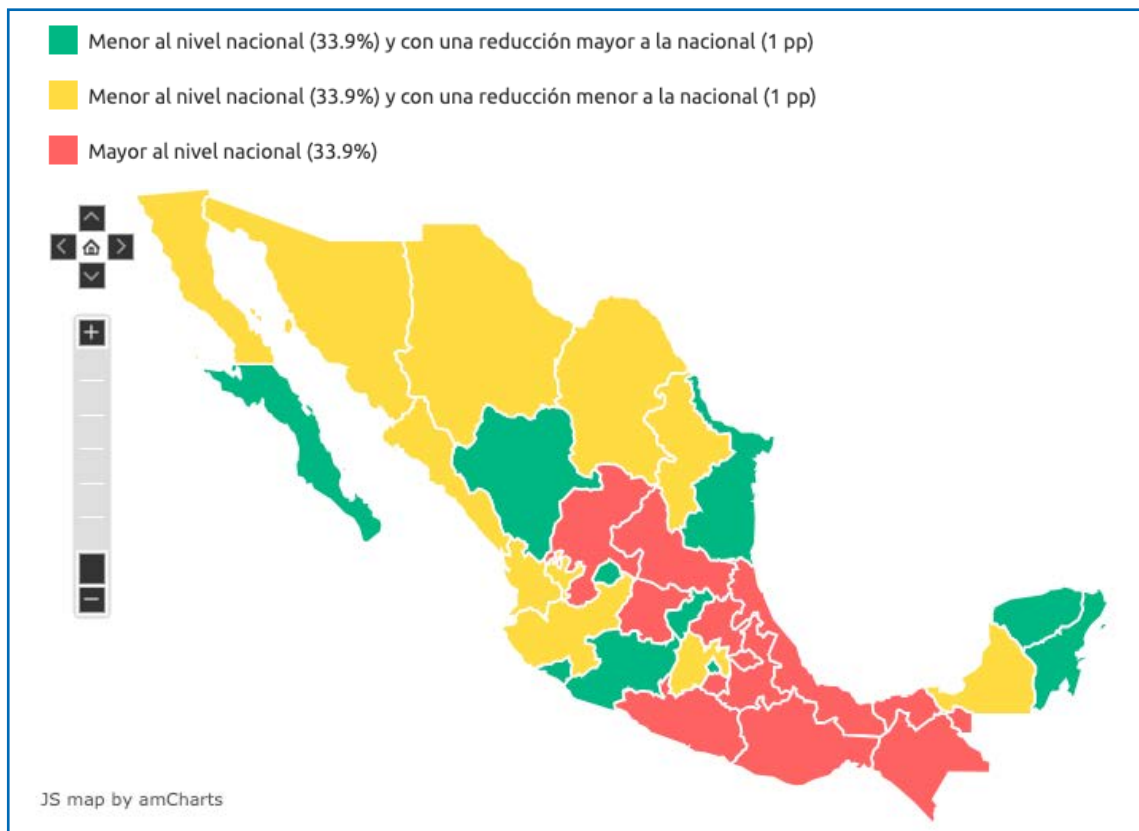 Menor al nivel nacional (33.9%) y con una reducción mayor a la nacional (1 pp)
Menor al nivel nacional (33.9%) y con una reducción menor a la nacional (1 pp)
Mayor al nivel nacional (33.9%)
JS map by amCharts